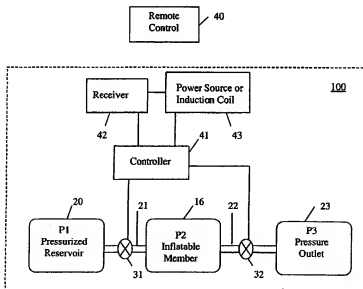 Remote
Control
40
100
Receiver
Power Source or
Induction Coil
42
41
43
Controller
20
21
16
22
23
P1
Pressurized
Reservoir
P2
Inflatable
Member
P3
Pressure
Outlet
31
32